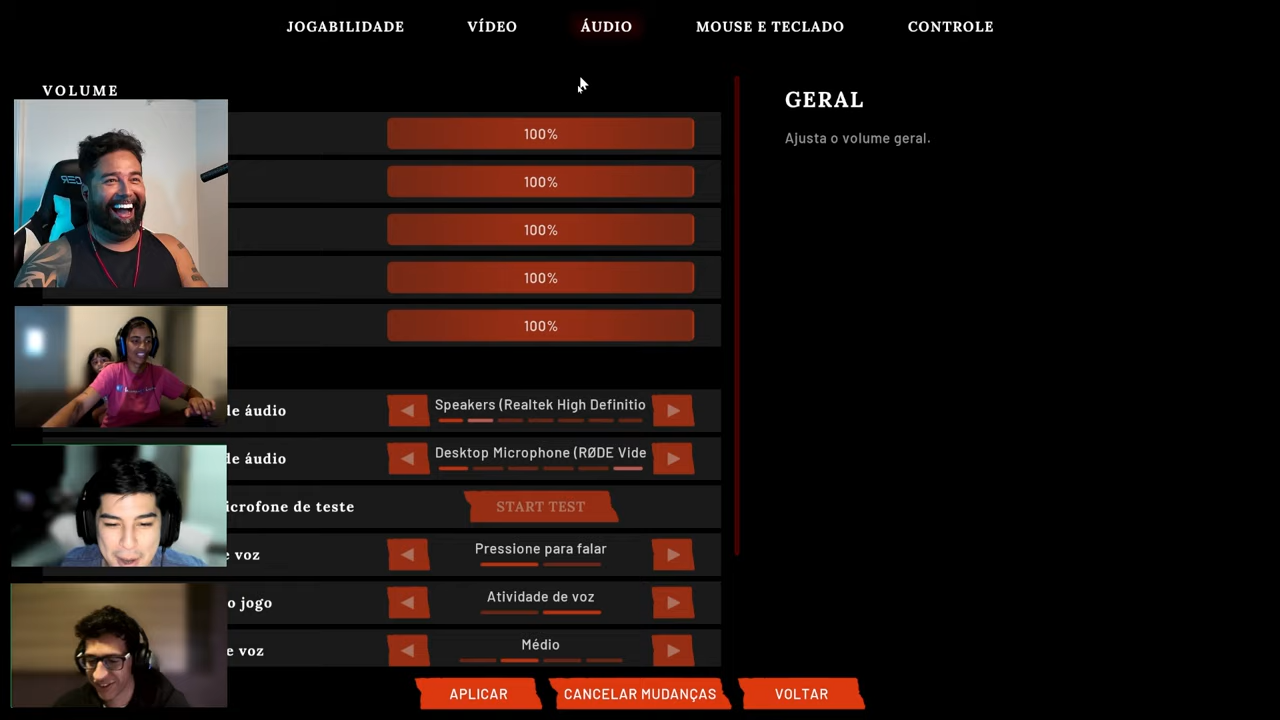 JOGABILIDADE
VÍDEO
ÁUDIO
MOUSE E TECLADO
CONTROLE
VOLUME
100%
100%
100%
100%
100%
GERAL
Ajusta o volume geral.
de áudio
Speakers (Realtek High Definitio
de áudio
Desktop Microphone (RØDE Vide
icrofone de teste
START TEST
e voz
Pressione para falar
o jogo
Atividade de voz
e voz
Médio
APLICAR
CANCELAR MUDANÇAS
VOLTAR